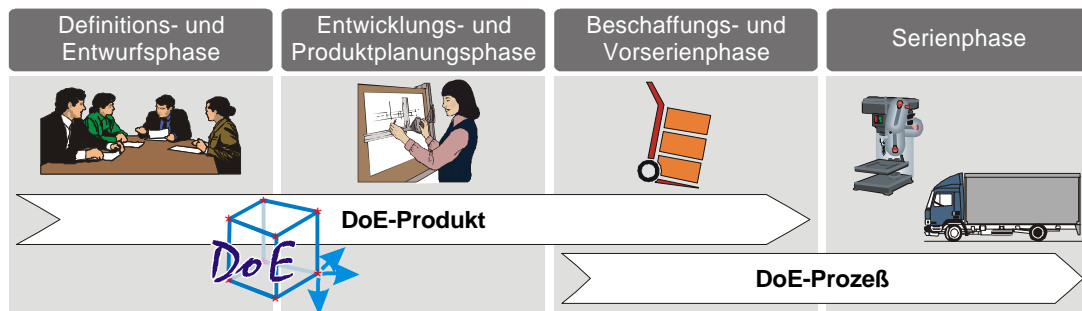 Definitions- und
Entwurfsphase
Entwicklungs- und
Produktplanungsphase
Beschaffungs- und
Vorserienphase
Serienphase
DoE-Produkt
DoE
DoE-Prozeß